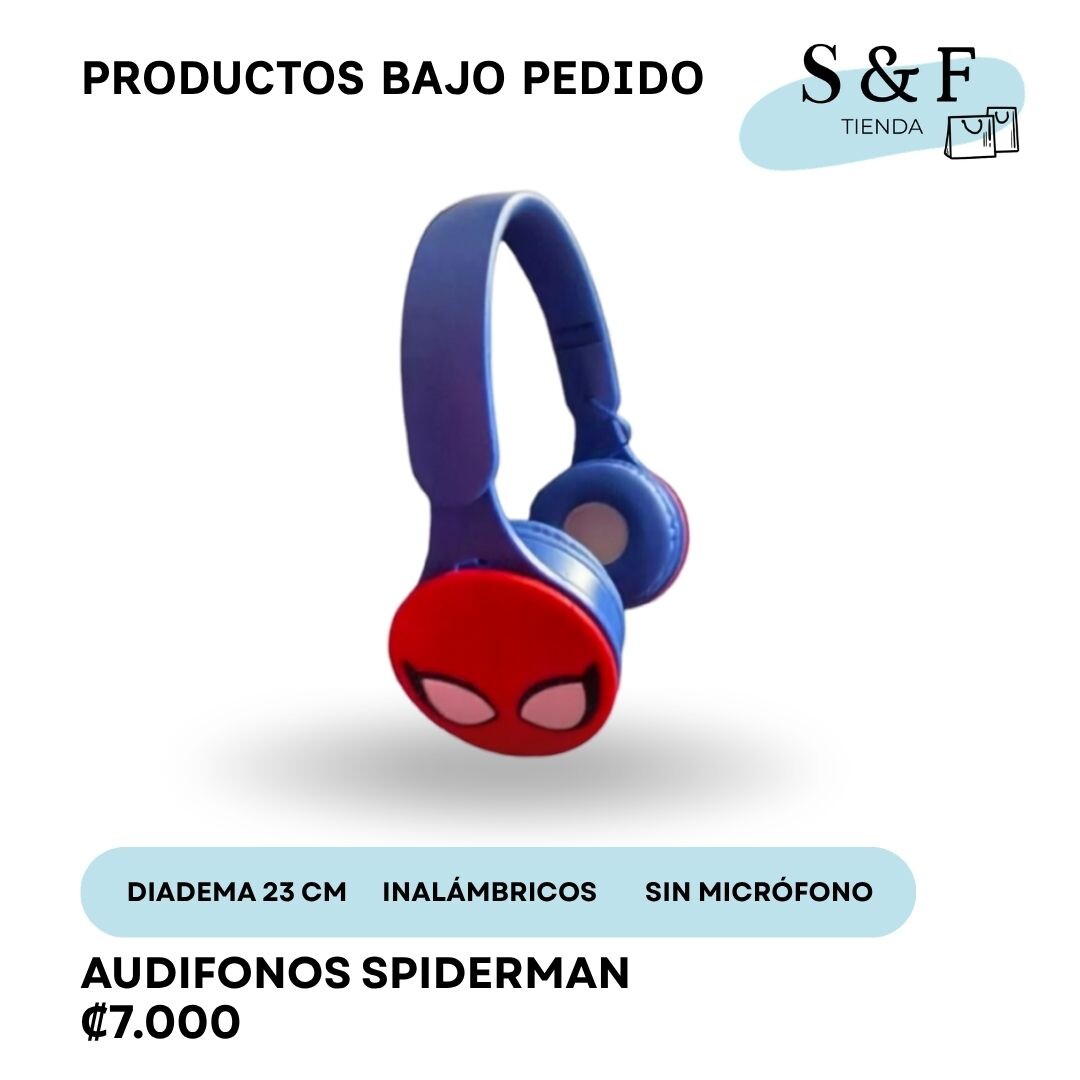 PRODUCTOS BAJO PEDIDO
S & F
TIENDA
DIADEMA 23 CM INALÁMBRICOS SIN MICRÓFONO
AUDIFONOS SPIDERMAN
₡7.000